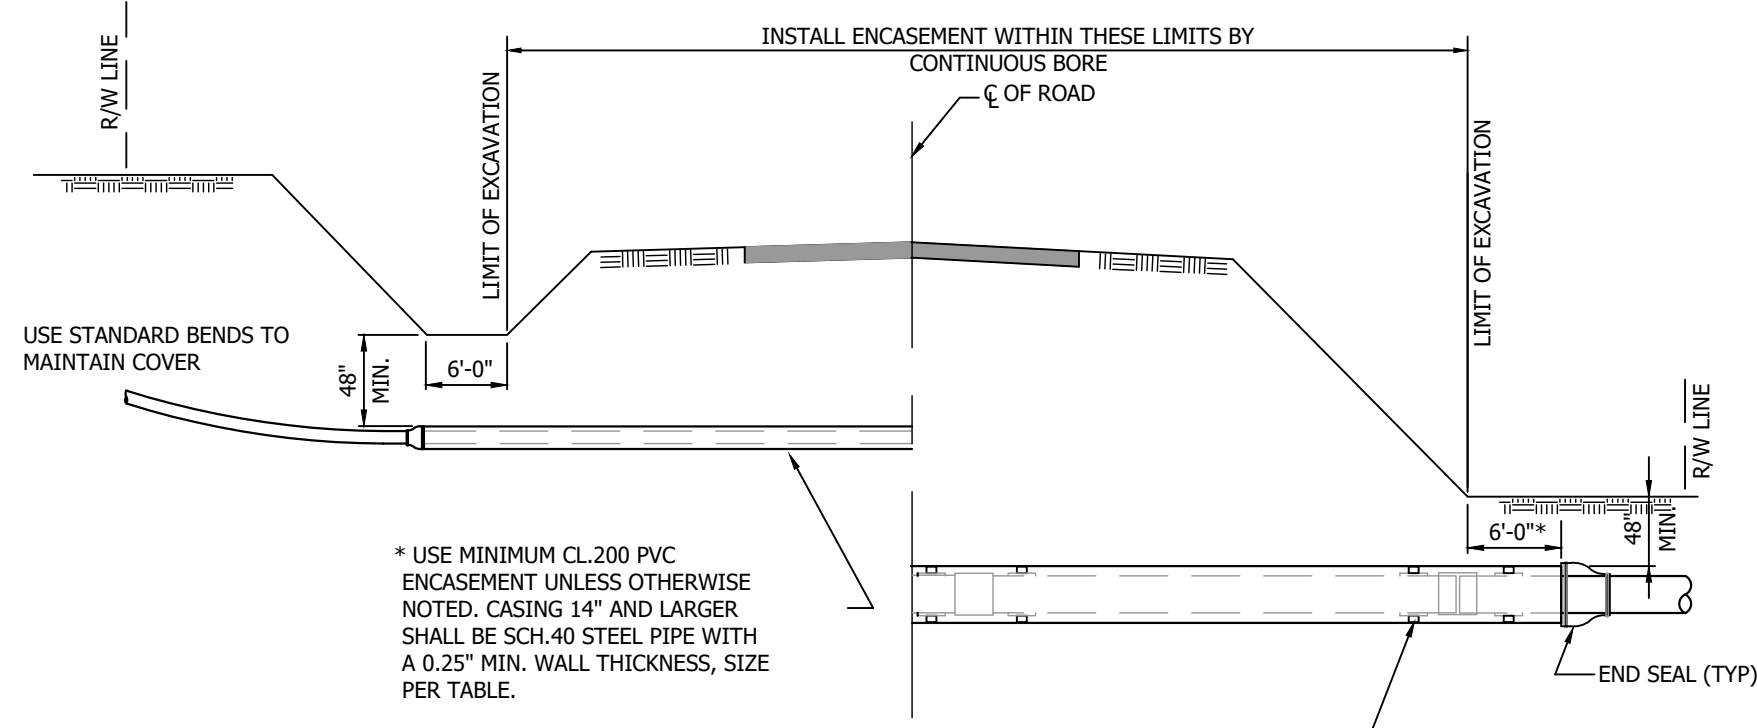 R/W LINE
INSTALL ENCASEMENT WITHIN THESE LIMITS BY
CONTINUOUS BORE
℄ OF ROAD
LIMIT OF EXCAVATION
LIMIT OF EXCAVATION
USE STANDARD BENDS TO
MAINTAIN COVER
48"
MIN.
6'-0"
R/W LINE
6'-0"*
48"
MIN.
* USE MINIMUM CL.200 PVC
ENCASEMENT UNLESS OTHERWISE
NOTED. CASING 14" AND LARGER
SHALL BE SCH.40 STEEL PIPE WITH
A 0.25" MIN. WALL THICKNESS, SIZE
PER TABLE.
END SEAL (TYP)